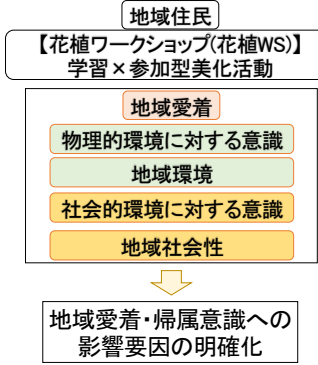 地域住民
【花植ワークショップ(花植WS)】
学習×参加型美化活動
地域愛着
物理的環境に対する意識
地域環境
社会的環境に対する意識
地域社会性
地域愛着・帰属意識への
影響要因の明確化